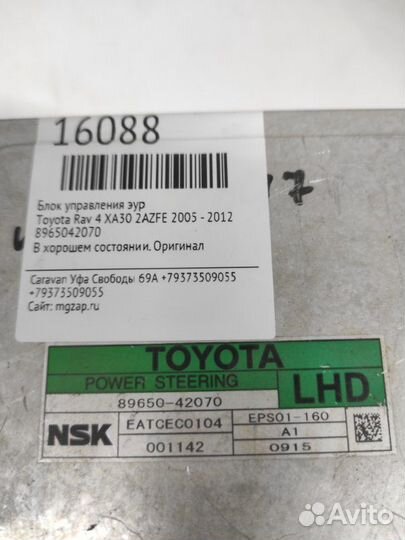 16088
Блок управления эур
Toyota Rav 4 XA30 2AZFE 2005 - 2012
8965042070
В хорошем состоянии. Оригинал
Caravan Уфа Свободы 69А +79373509055
+79373509055
Сайт: mgzap.ru
TOYOTA
POWER STEERING
LHD
89650-42070
NSK
EATCEC0104
EPS01-160
A1
001142
0915
Avito